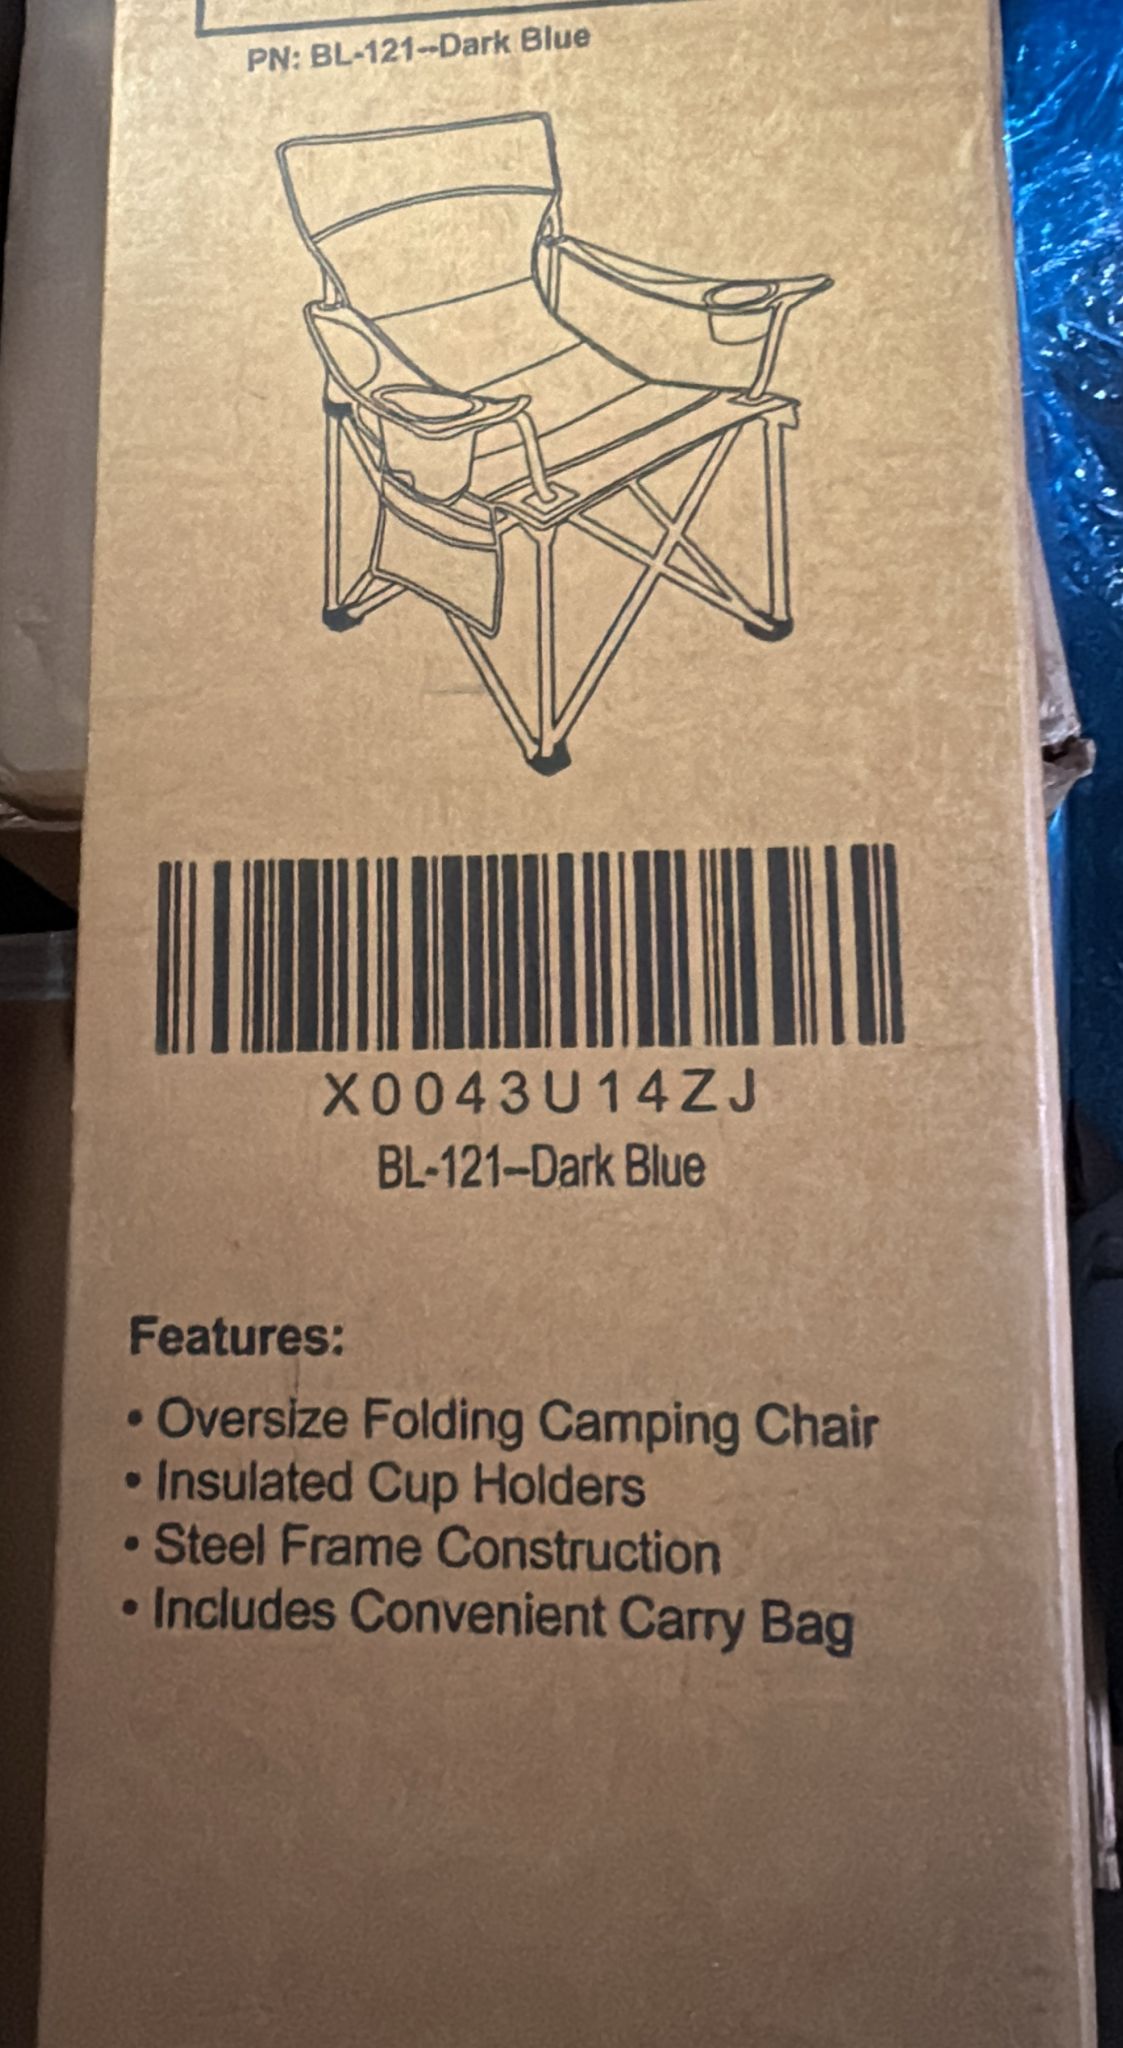 PN: BL-121--Dark Blue
X0043U14ZJ
BL-121--Dark Blue
Features:
• Oversize Folding Camping Chair
• Insulated Cup Holders
• Steel Frame Construction
• Includes Convenient Carry Bag